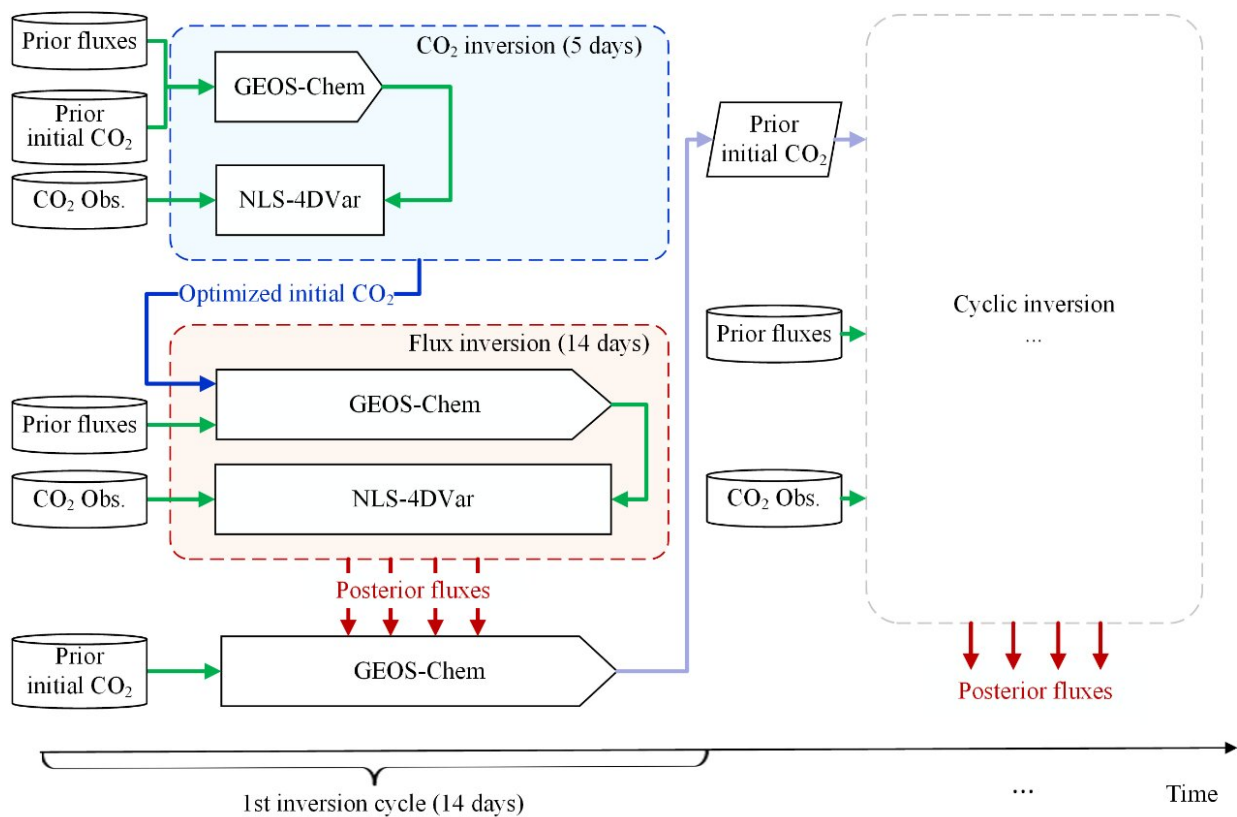 Prior fluxes
Prior
initial CO₂
CO₂ Obs.
CO₂ inversion (5 days)
GEOS-Chem
NLS-4DVar
Optimized initial CO₂
Flux inversion (14 days)
Prior fluxes
CO₂ Obs.
GEOS-Chem
NLS-4DVar
Posterior fluxes
Prior
initial CO₂
GEOS-Chem
Prior
initial CO₂
Prior fluxes
CO₂ Obs.
Cyclic inversion
...
Posterior fluxes
1st inversion cycle (14 days)
...
Time